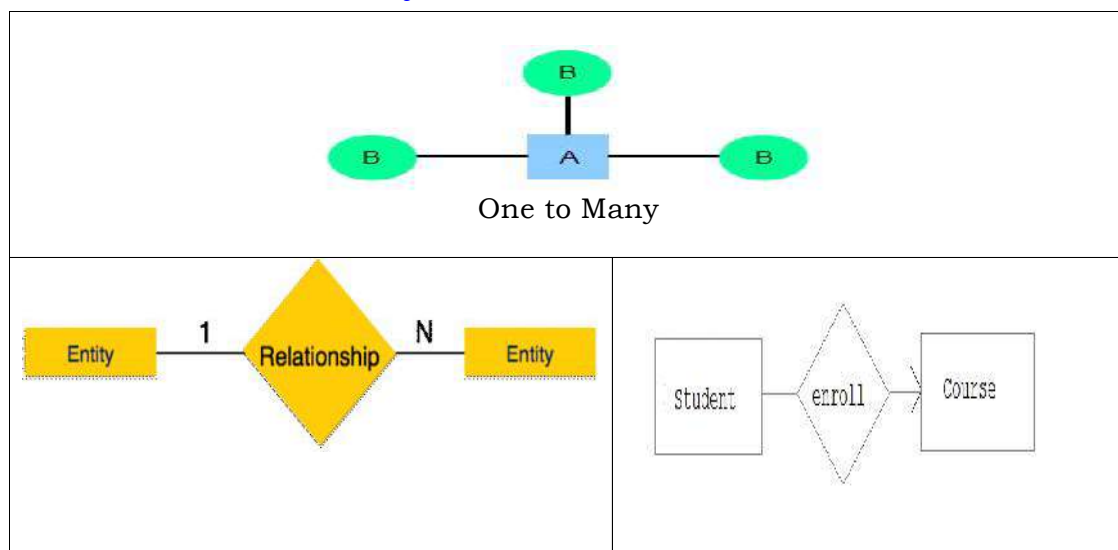 B
B A B
One to Many
Entity 1 Relationship N Entity
Student enroll Course